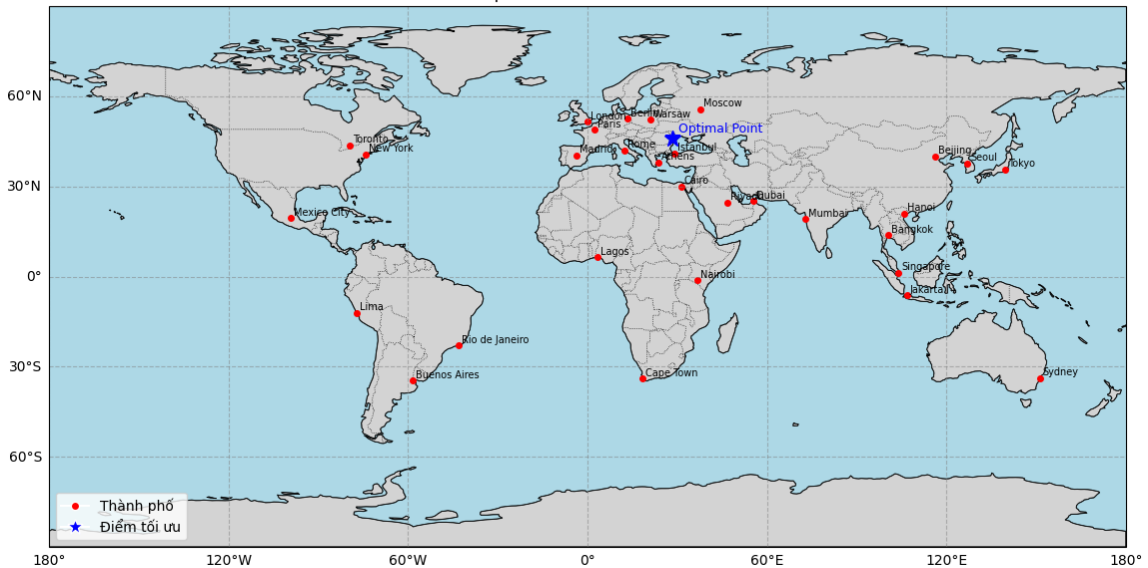 60°N
30°N
0°
30°S
60°S
Moscow
London
Berlin
Warsaw
Paris
Optimal Point
Toronto
New York
Madrid
Rome
Istanbul
Athens
Beijing
Seoul
Tokyo
Cairo
Riyadh
Dubai
Mexico City
Mumbai
Hanoi
Bangkok
Lagos
Nairobi
Singapore
Jakarta
Lima
Rio de Janeiro
Buenos Aires
Cape Town
Sydney
Thành phố
Điểm tối ưu
180°
120°W
60°W
0°
60°E
120°E
180°